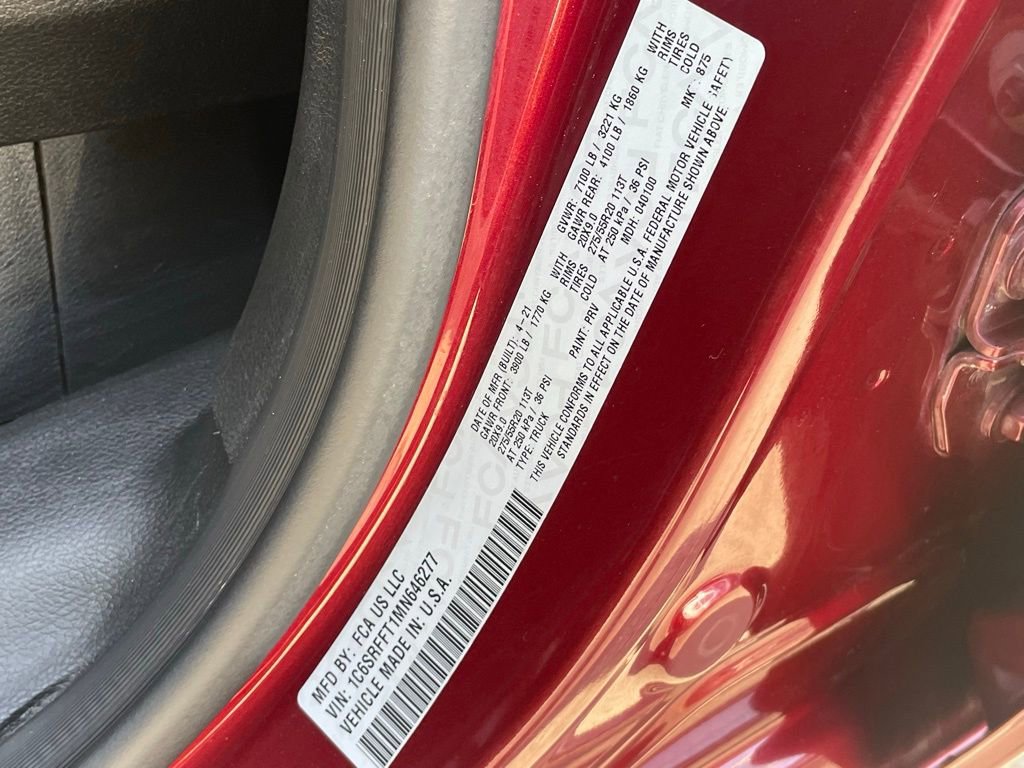 MFD BY: FCA US LLC
VIN: 1C6SRFFT1MN646277
VEHICLE MADE IN: U.S.A.
DATE OF MFR (BUILT): 4-21 GVWR: 7100 LB / 3221 KG
GAWR FRONT: 3900 LB / 1770 KG WITH GAWR REAR: 4100 LB / 1860 KG WITH
20X9.0 RIMS 20X9.0 RIMS
275/55R20 113T TIRES 275/55R20 113T TIRES
AT 250 kPa / 36 PSI COLD AT 250 kPa / 36 PSI COLD
TYPE: TRUCK PAINT: PRV MDH: 040100 875
THIS VEHICLE CONFORMS TO ALL APPLICABLE U.S.A. FEDERAL MOTOR VEHICLE SAFETY
STANDARDS IN EFFECT ON THE DATE OF MANUFACTURE SHOWN ABOVE.